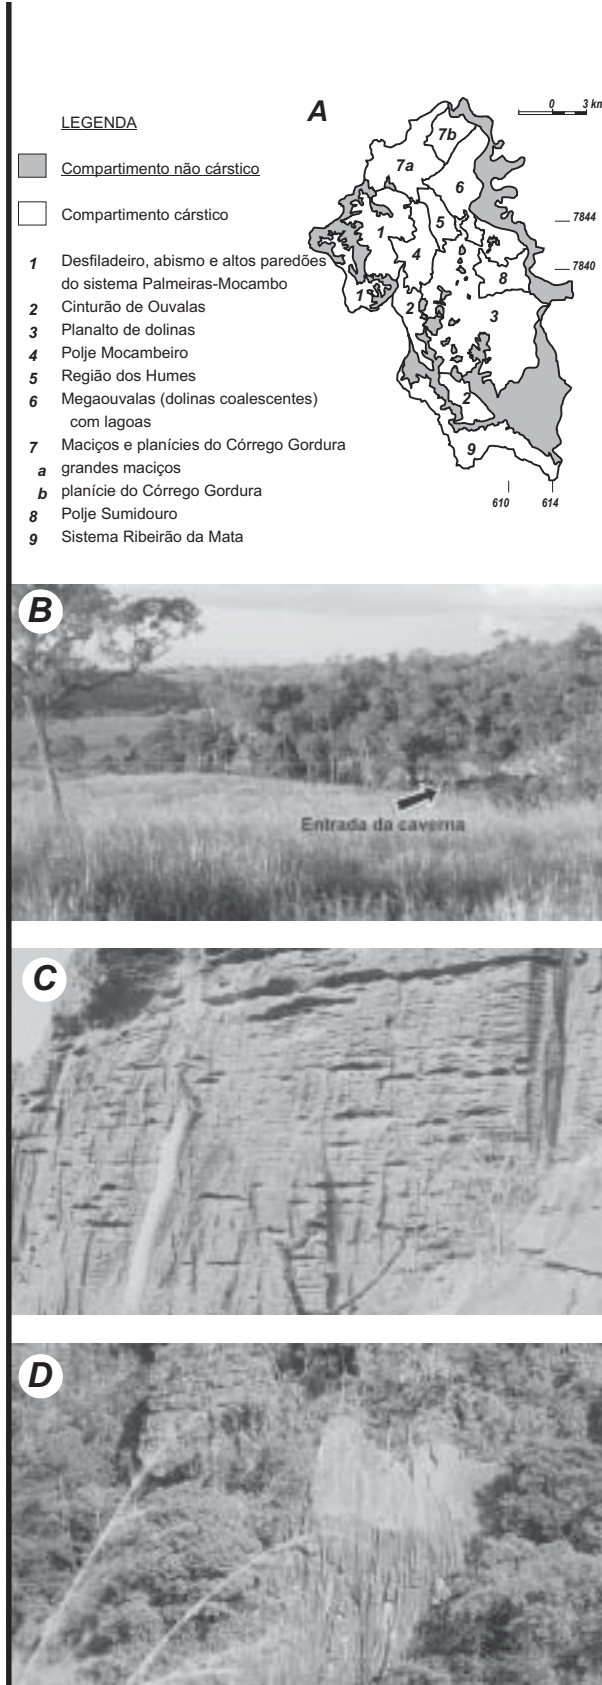 A
0 3 km
LEGENDA
Compartimento não cárstico
Compartimento cárstico
1 Desfiladeiro, abismo e altos paredões
do sistema Palmeiras-Mocambo
2 Cinturão de Ouvalas
3 Planalto de dolinas
4 Polje Mocambeiro
5 Região dos Humes
6 Megaouvalas (dolinas coalescentes)
com lagoas
7 Maciços e planícies do Córrego Gordura
a grandes maciços
b planície do Córrego Gordura
8 Polje Sumidouro
9 Sistema Ribeirão da Mata
7b
7a
6
7844
1
5
4
8
7840
1
2
3
2
9
610 614
B
Entrada da caverna
C
D